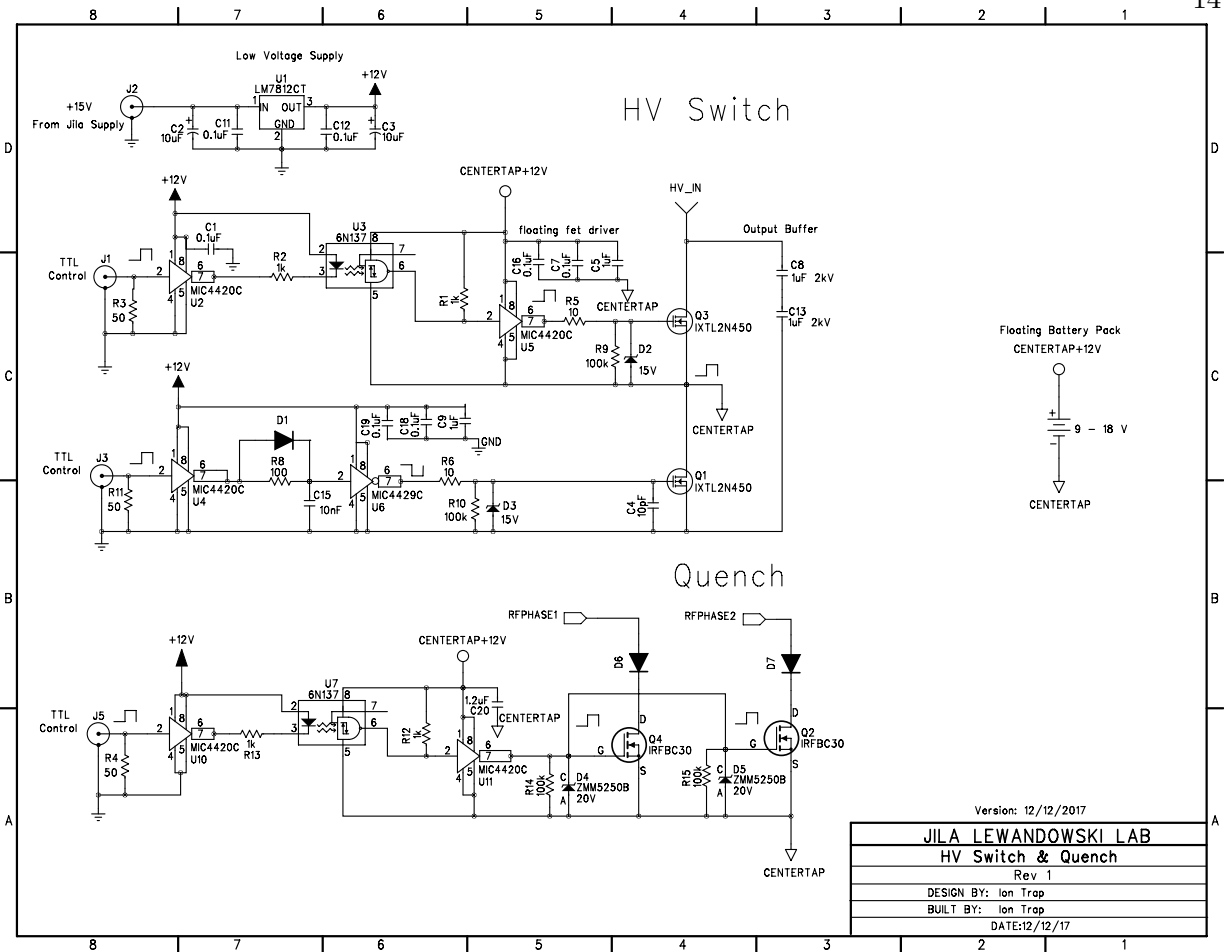 14
8 7 6 5 4 3 2 1
D
C
B
A
D
C
B
A
Low Voltage Supply
HV Switch
J2
+15V
From Jila Supply
C2
10uF
C11
0.1uF
U1
LM7812CT
1 IN OUT 3
GND
2
C12
0.1uF
+12V
C3
10uF
+12V
C1
0.1uF
TTL
Control
J1
R3
50
2
1
8
4
5
6
7
MIC4420C
U2
R2
1k
U3
6N137
8
2
3
7
6
5
CENTERTAP+12V
R1
1k
floating fet driver
C16
0.1uF
C7
0.1uF
C5
1uF
CENTERTAP
2
1
8
4
5
6
7
MIC4420C
U5
R5
10
R9
100k
D2
15V
HV_IN
Output Buffer
Q3
IXTL2N450
C8
1uF 2kV
C13
1uF 2kV
CENTERTAP
Floating Battery Pack
CENTERTAP+12V
+
-
9 - 18 V
CENTERTAP
+12V
TTL
Control
J3
R11
50
2
1
8
4
5
6
7
MIC4420C
U4
D1
R8
100
C15
10nF
C19
0.1uF
C18
0.1uF
C9
1uF
GND
2
1
8
4
5
6
7
MIC4429C
U6
R6
10
R10
100k
D3
15V
C4
10pF
Q1
IXTL2N450
Quench
+12V
TTL
Control
J5
R4
50
2
1
8
4
5
6
7
MIC4420C
U10
1k
R13
U7
6N137
8
2
3
7
6
5
CENTERTAP+12V
R12
1k
1.2uF
C20
CENTERTAP
2
1
8
4
5
6
7
MIC4420C
U11
R14
100k
C
D4
ZMM5250B
20V
A
RFPHASE1
D6
D
G
S
Q4
IRFBC30
RFPHASE2
D7
R15
100k
C
D5
ZMM5250B
20V
A
D
G
S
Q2
IRFBC30
CENTERTAP
Version: 12/12/2017
JILA LEWANDOWSKI LAB
HV Switch & Quench
Rev 1
DESIGN BY: Ion Trap
BUILT BY: Ion Trap
DATE:12/12/17
8 7 6 5 4 3 2 1